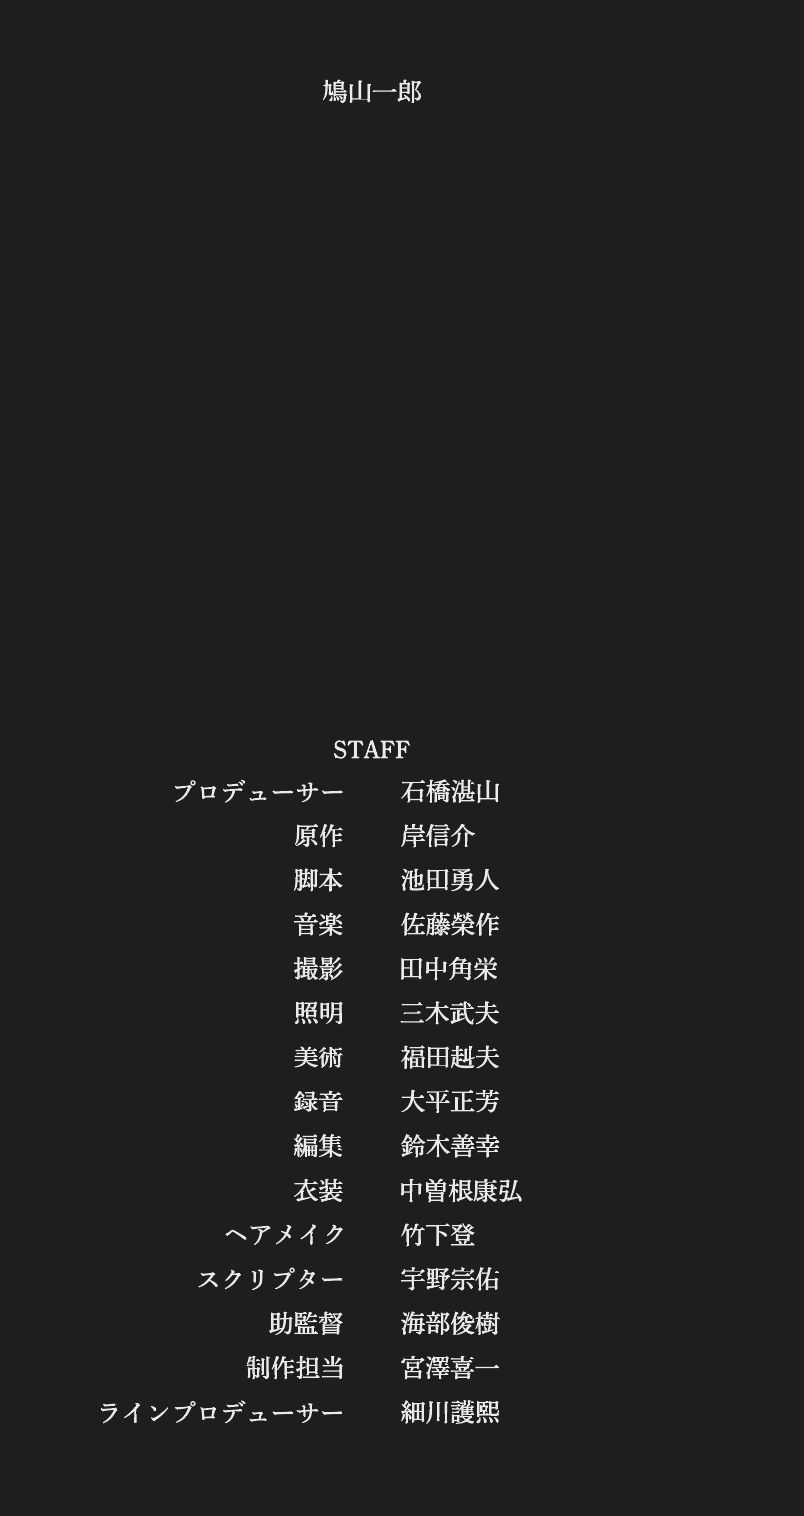 鳩山一郎
STAFF
プロデューサー 石橋湛山
原作 岸信介
脚本 池田勇人
音楽 佐藤榮作
撮影 田中角栄
照明 三木武夫
美術 福田赳夫
録音 大平正芳
編集 鈴木善幸
衣装 中曽根康弘
ヘアメイク 竹下登
スクリプター 宇野宗佑
助監督 海部俊樹
制作担当 宮澤喜一
ラインプロデューサー 細川護熙